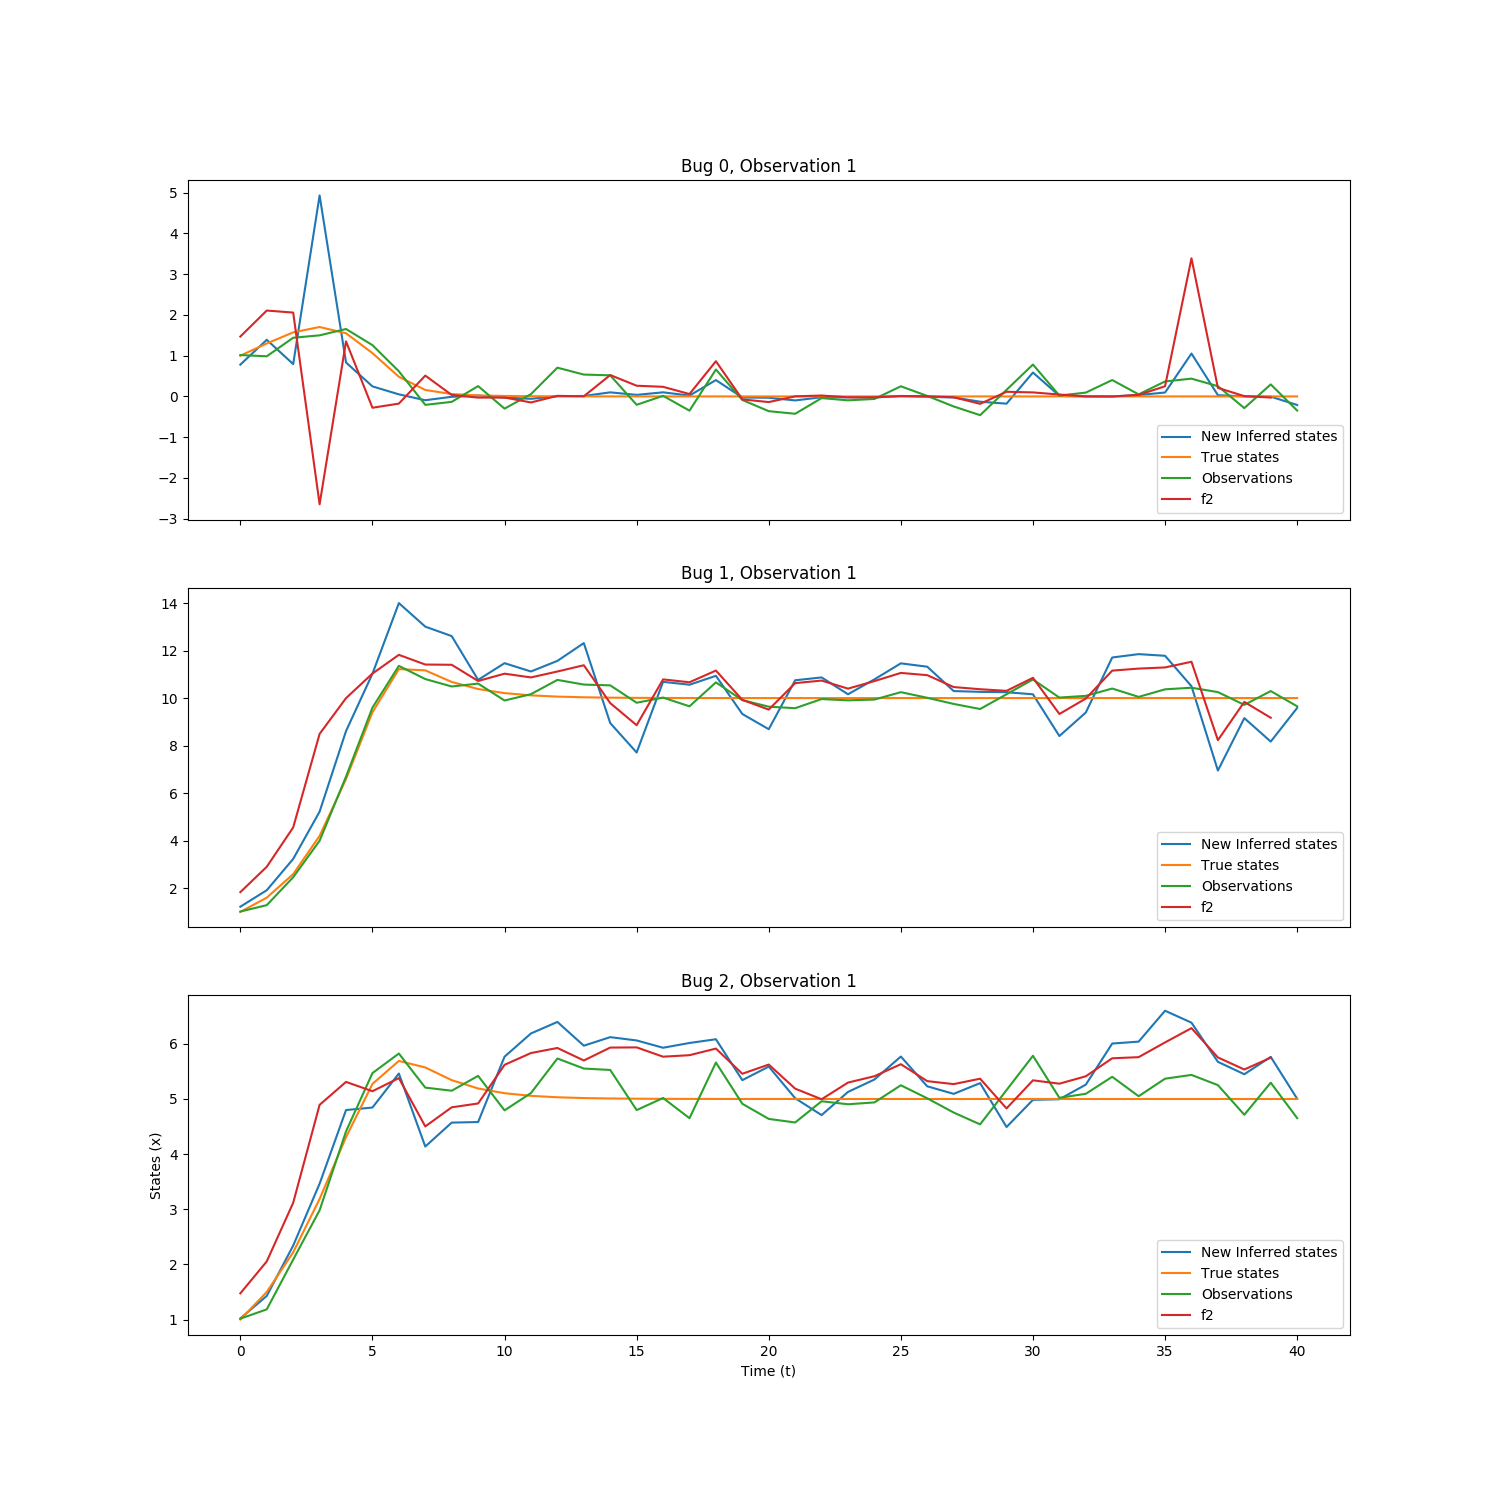 Bug 0, Observation 1
5
4
3
2
1
0
−1
−2
−3
New Inferred states
True states
Observations
f2
Bug 1, Observation 1
14
12
10
8
6
4
2
New Inferred states
True states
Observations
f2
Bug 2, Observation 1
States (x)
6
5
4
3
2
1
New Inferred states
True states
Observations
f2
0 5 10 15 20 25 30 35 40
Time (t)